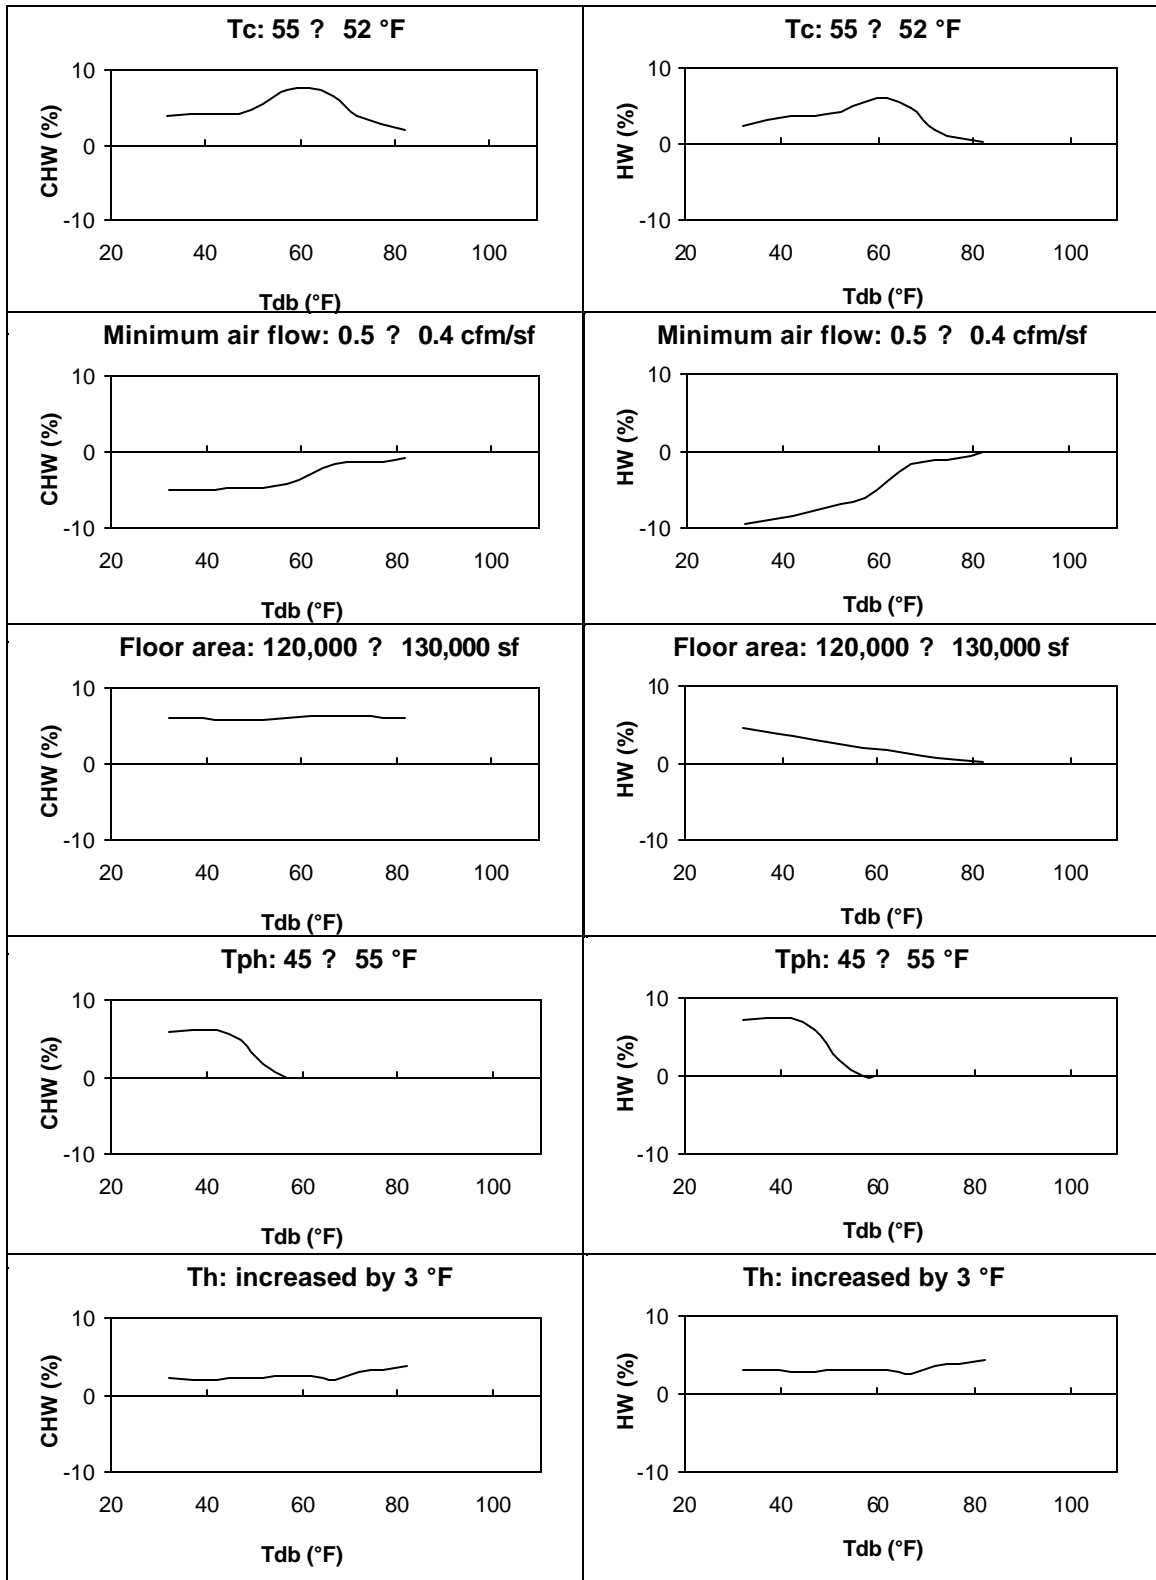 Tc: 55 ? 52 °F
10
0
-10
20 40 60 80 100
CHW (%)
Tdb (°F)
Tc: 55 ? 52 °F
10
0
-10
20 40 60 80 100
HW (%)
Tdb (°F)
Minimum air flow: 0.5 ? 0.4 cfm/sf
10
0
-10
20 40 60 80 100
CHW (%)
Tdb (°F)
Minimum air flow: 0.5 ? 0.4 cfm/sf
10
0
-10
20 40 60 80 100
HW (%)
Tdb (°F)
Floor area: 120,000 ? 130,000 sf
10
0
-10
20 40 60 80 100
CHW (%)
Tdb (°F)
Floor area: 120,000 ? 130,000 sf
10
0
-10
20 40 60 80 100
HW (%)
Tdb (°F)
Tph: 45 ? 55 °F
10
0
-10
20 40 60 80 100
CHW (%)
Tdb (°F)
Tph: 45 ? 55 °F
10
0
-10
20 40 60 80 100
HW (%)
Tdb (°F)
Th: increased by 3 °F
10
0
-10
20 40 60 80 100
CHW (%)
Tdb (°F)
Th: increased by 3 °F
10
0
-10
20 40 60 80 100
HW (%)
Tdb (°F)